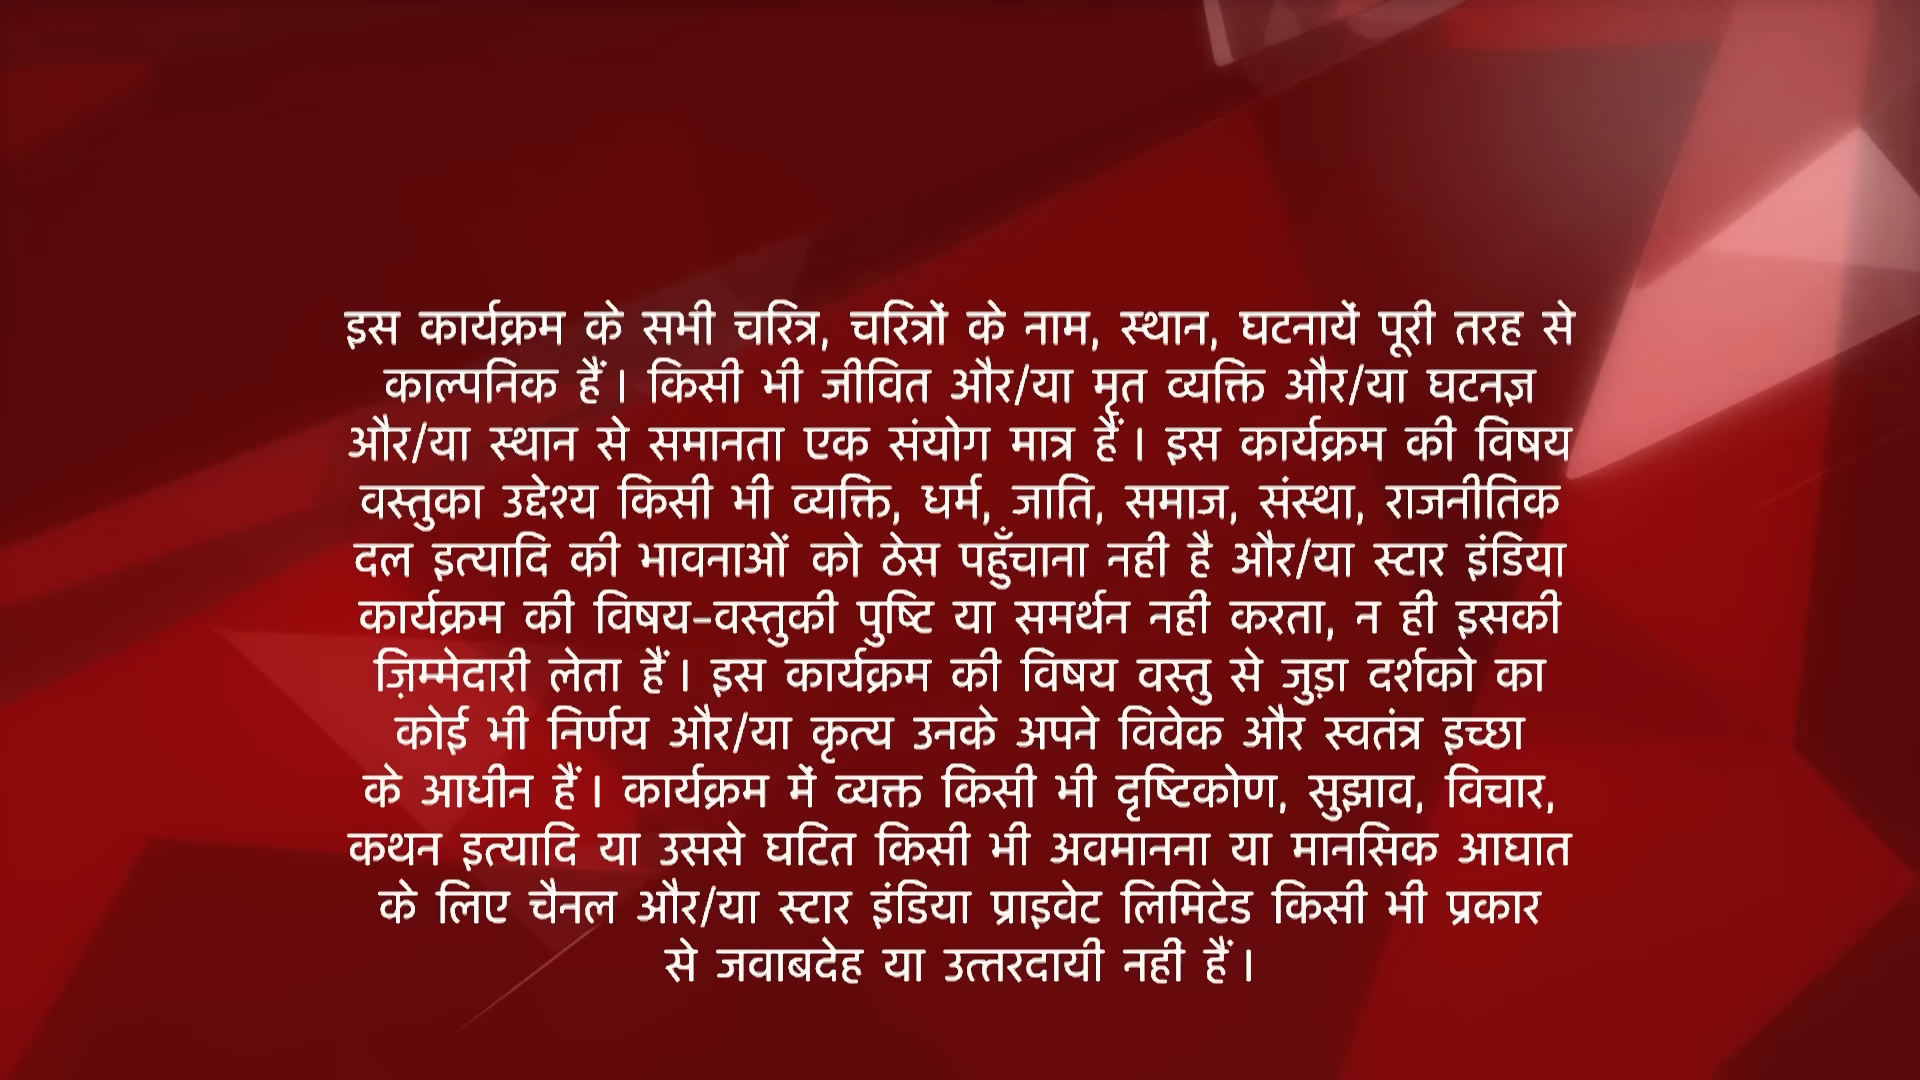 इस कार्यक्रम के सभी चरित्र, चरित्रों के नाम, स्थान, घटनायें पूरी तरह से
काल्पनिक हैं। किसी भी जीवित और/या मृत व्यक्ति और/या घटनज्ञ
और/या स्थान से समानता एक संयोग मात्र हैं। इस कार्यक्रम की विषय
वस्तुका उद्देश्य किसी भी व्यक्ति, धर्म, जाति, समाज, संस्था, राजनीतिक
दल इत्यादि की भावनाओं को ठेस पहुँचाना नही है और/या स्टार इंडिया
कार्यक्रम की विषय-वस्तुकी पुष्टि या समर्थन नही करता, न ही इसकी
ज़िम्मेदारी लेता हैं। इस कार्यक्रम की विषय वस्तु से जुड़ा दर्शको का
कोई भी निर्णय और/या कृत्य उनके अपने विवेक और स्वतंत्र इच्छा
के आधीन हैं। कार्यक्रम में व्यक्त किसी भी दृष्टिकोण, सुझाव, विचार,
कथन इत्यादि या उससे घटित किसी भी अवमानना या मानसिक आघात
के लिए चैनल और/या स्टार इंडिया प्राइवेट लिमिटेड किसी भी प्रकार
से जवाबदेह या उत्तरदायी नही हैं।